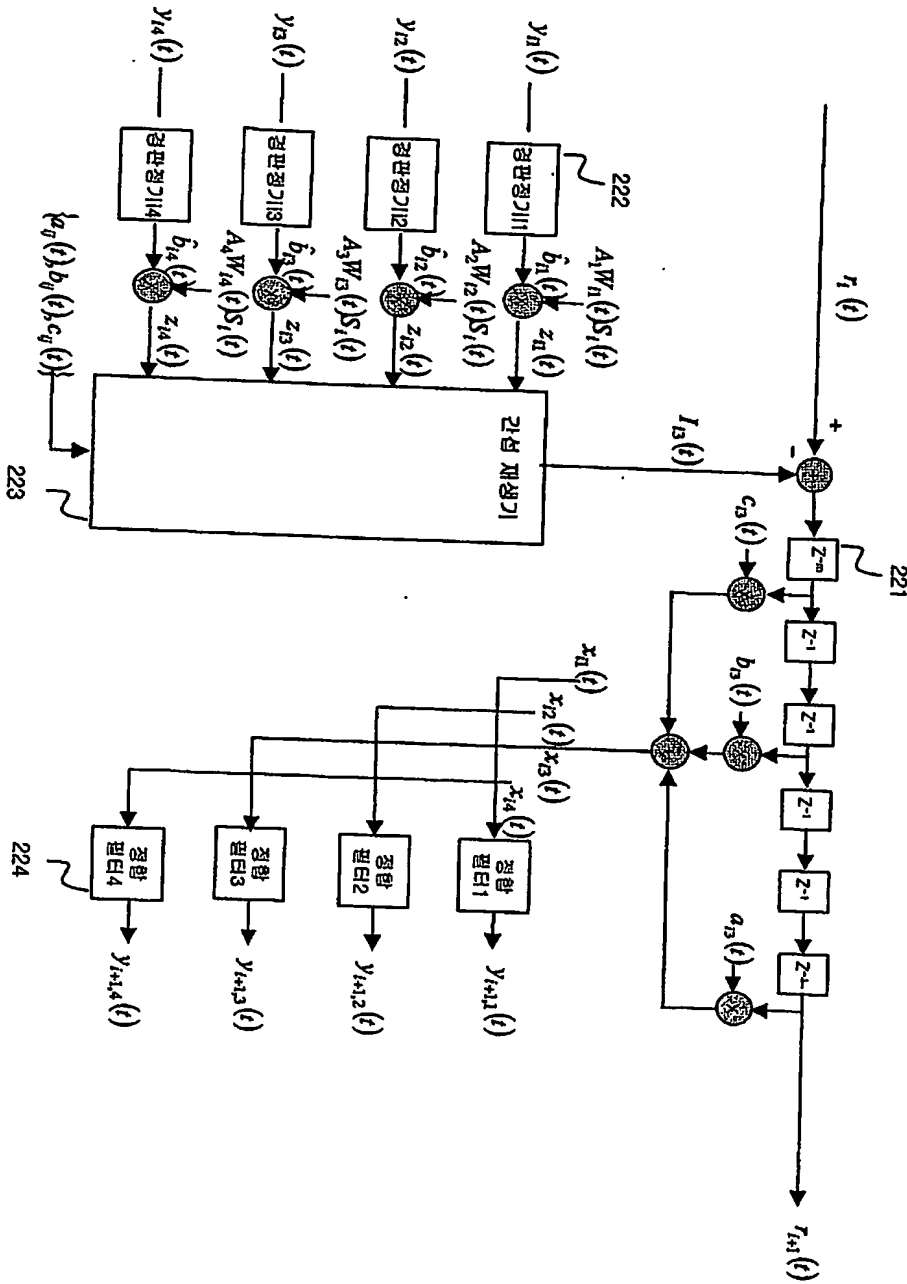 r_i(t)
+
-
221
Z^-m
Z^-1
Z^-1
Z^-1
Z^-1
Z^-L
r_{i+1}(t)
c_{i3}(t)
b_{i3}(t)
a_{i3}(t)
I_{i3}(t)
222
A_1W_{i1}(t)S_i(t)
y_{i1}(t)
경판정기i1
b̂_{i1}(t)
z_{i1}(t)
A_2W_{i2}(t)S_i(t)
y_{i2}(t)
경판정기i2
b̂_{i2}(t)
z_{i2}(t)
A_3W_{i3}(t)S_i(t)
y_{i3}(t)
경판정기i3
b̂_{i3}(t)
z_{i3}(t)
A_4W_{i4}(t)S_i(t)
y_{i4}(t)
경판정기i4
b̂_{i4}(t)
z_{i4}(t)
간섭 재생기
{a_{ij}(t), b_{ij}(t), c_{ij}(t)}
223
x_{i1}(t)
x_{i2}(t)
x_{i3}(t)
x_{i4}(t)
정합
필터1
y_{i+1,1}(t)
정합
필터2
y_{i+1,2}(t)
정합
필터3
y_{i+1,3}(t)
정합
필터4
y_{i+1,4}(t)
224